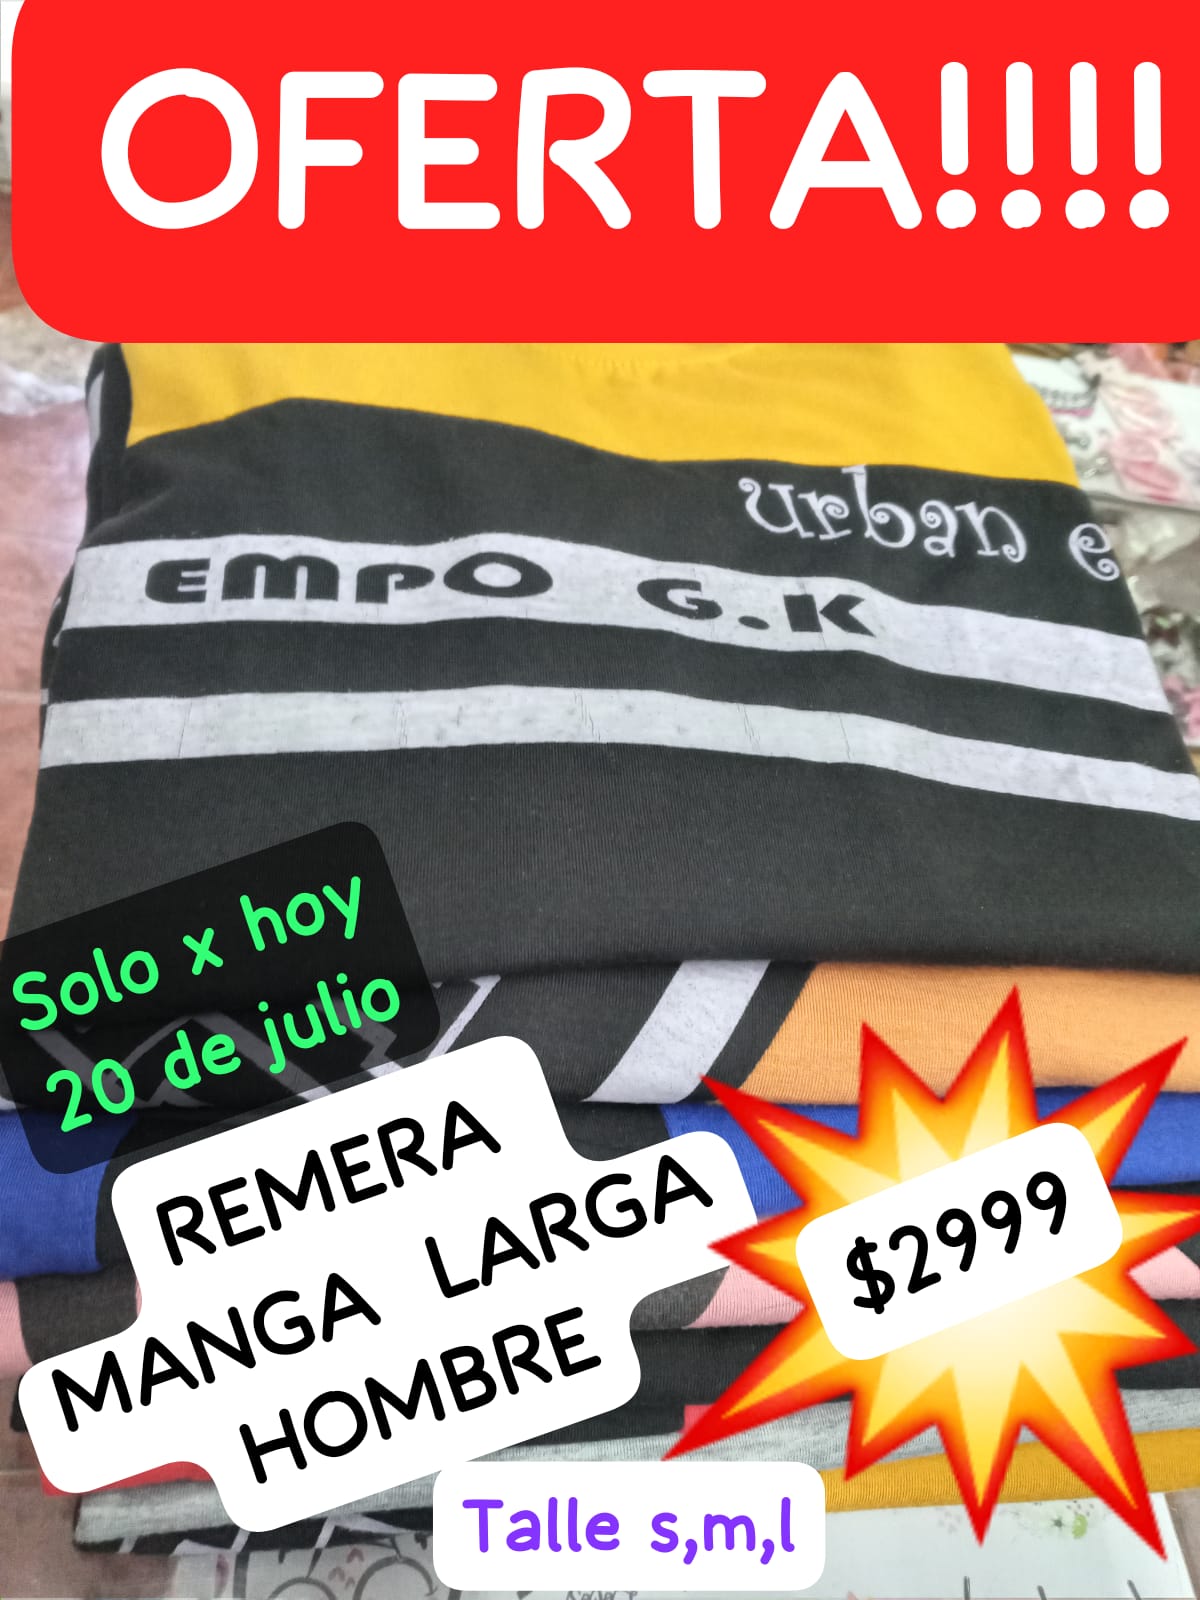 OFERTA!!!!
urban e
EMPO G.K
Solo x hoy
20 de julio
REMERA
MANGA LARGA
HOMBRE
$2999
Talle s,m,l